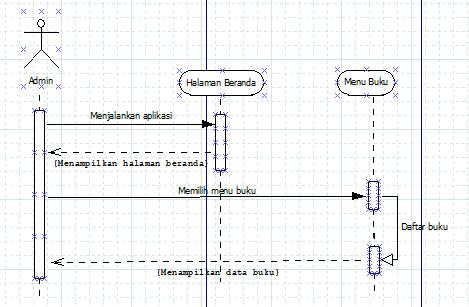 Admin
Halaman Beranda
Menu Buku
Menjalankan aplikasi
{Menampilkan halaman beranda}
Memilih menu buku
Daftar buku
{Menampilkan data buku}